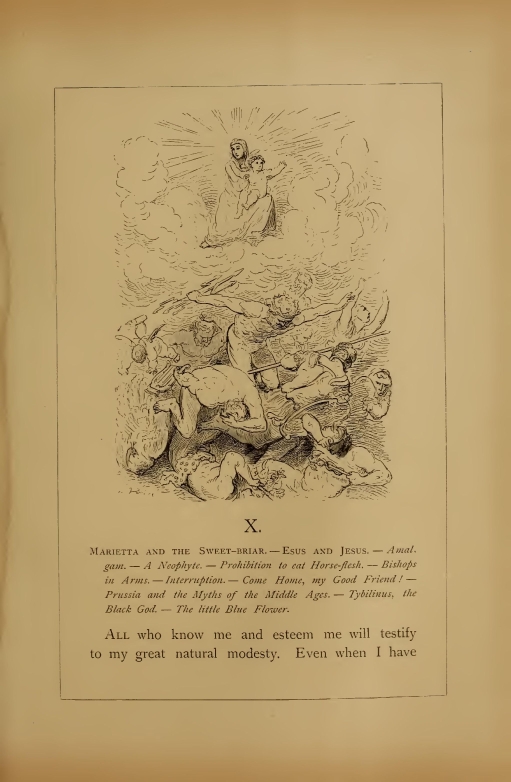 X.
MARIETTA AND THE SWEET-BRIAR. — ESUS AND JESUS. — Amal-
gam. — A Neophyte. — Prohibition to eat Horse-flesh. — Bishops
in Arms. — Interruption. — Come Home, my Good Friend! —
Prussia and the Myths of the Middle Ages. — Tybilinus, the
Black God. — The little Blue Flower.
ALL who know me and esteem me will testify
to my great natural modesty. Even when I have